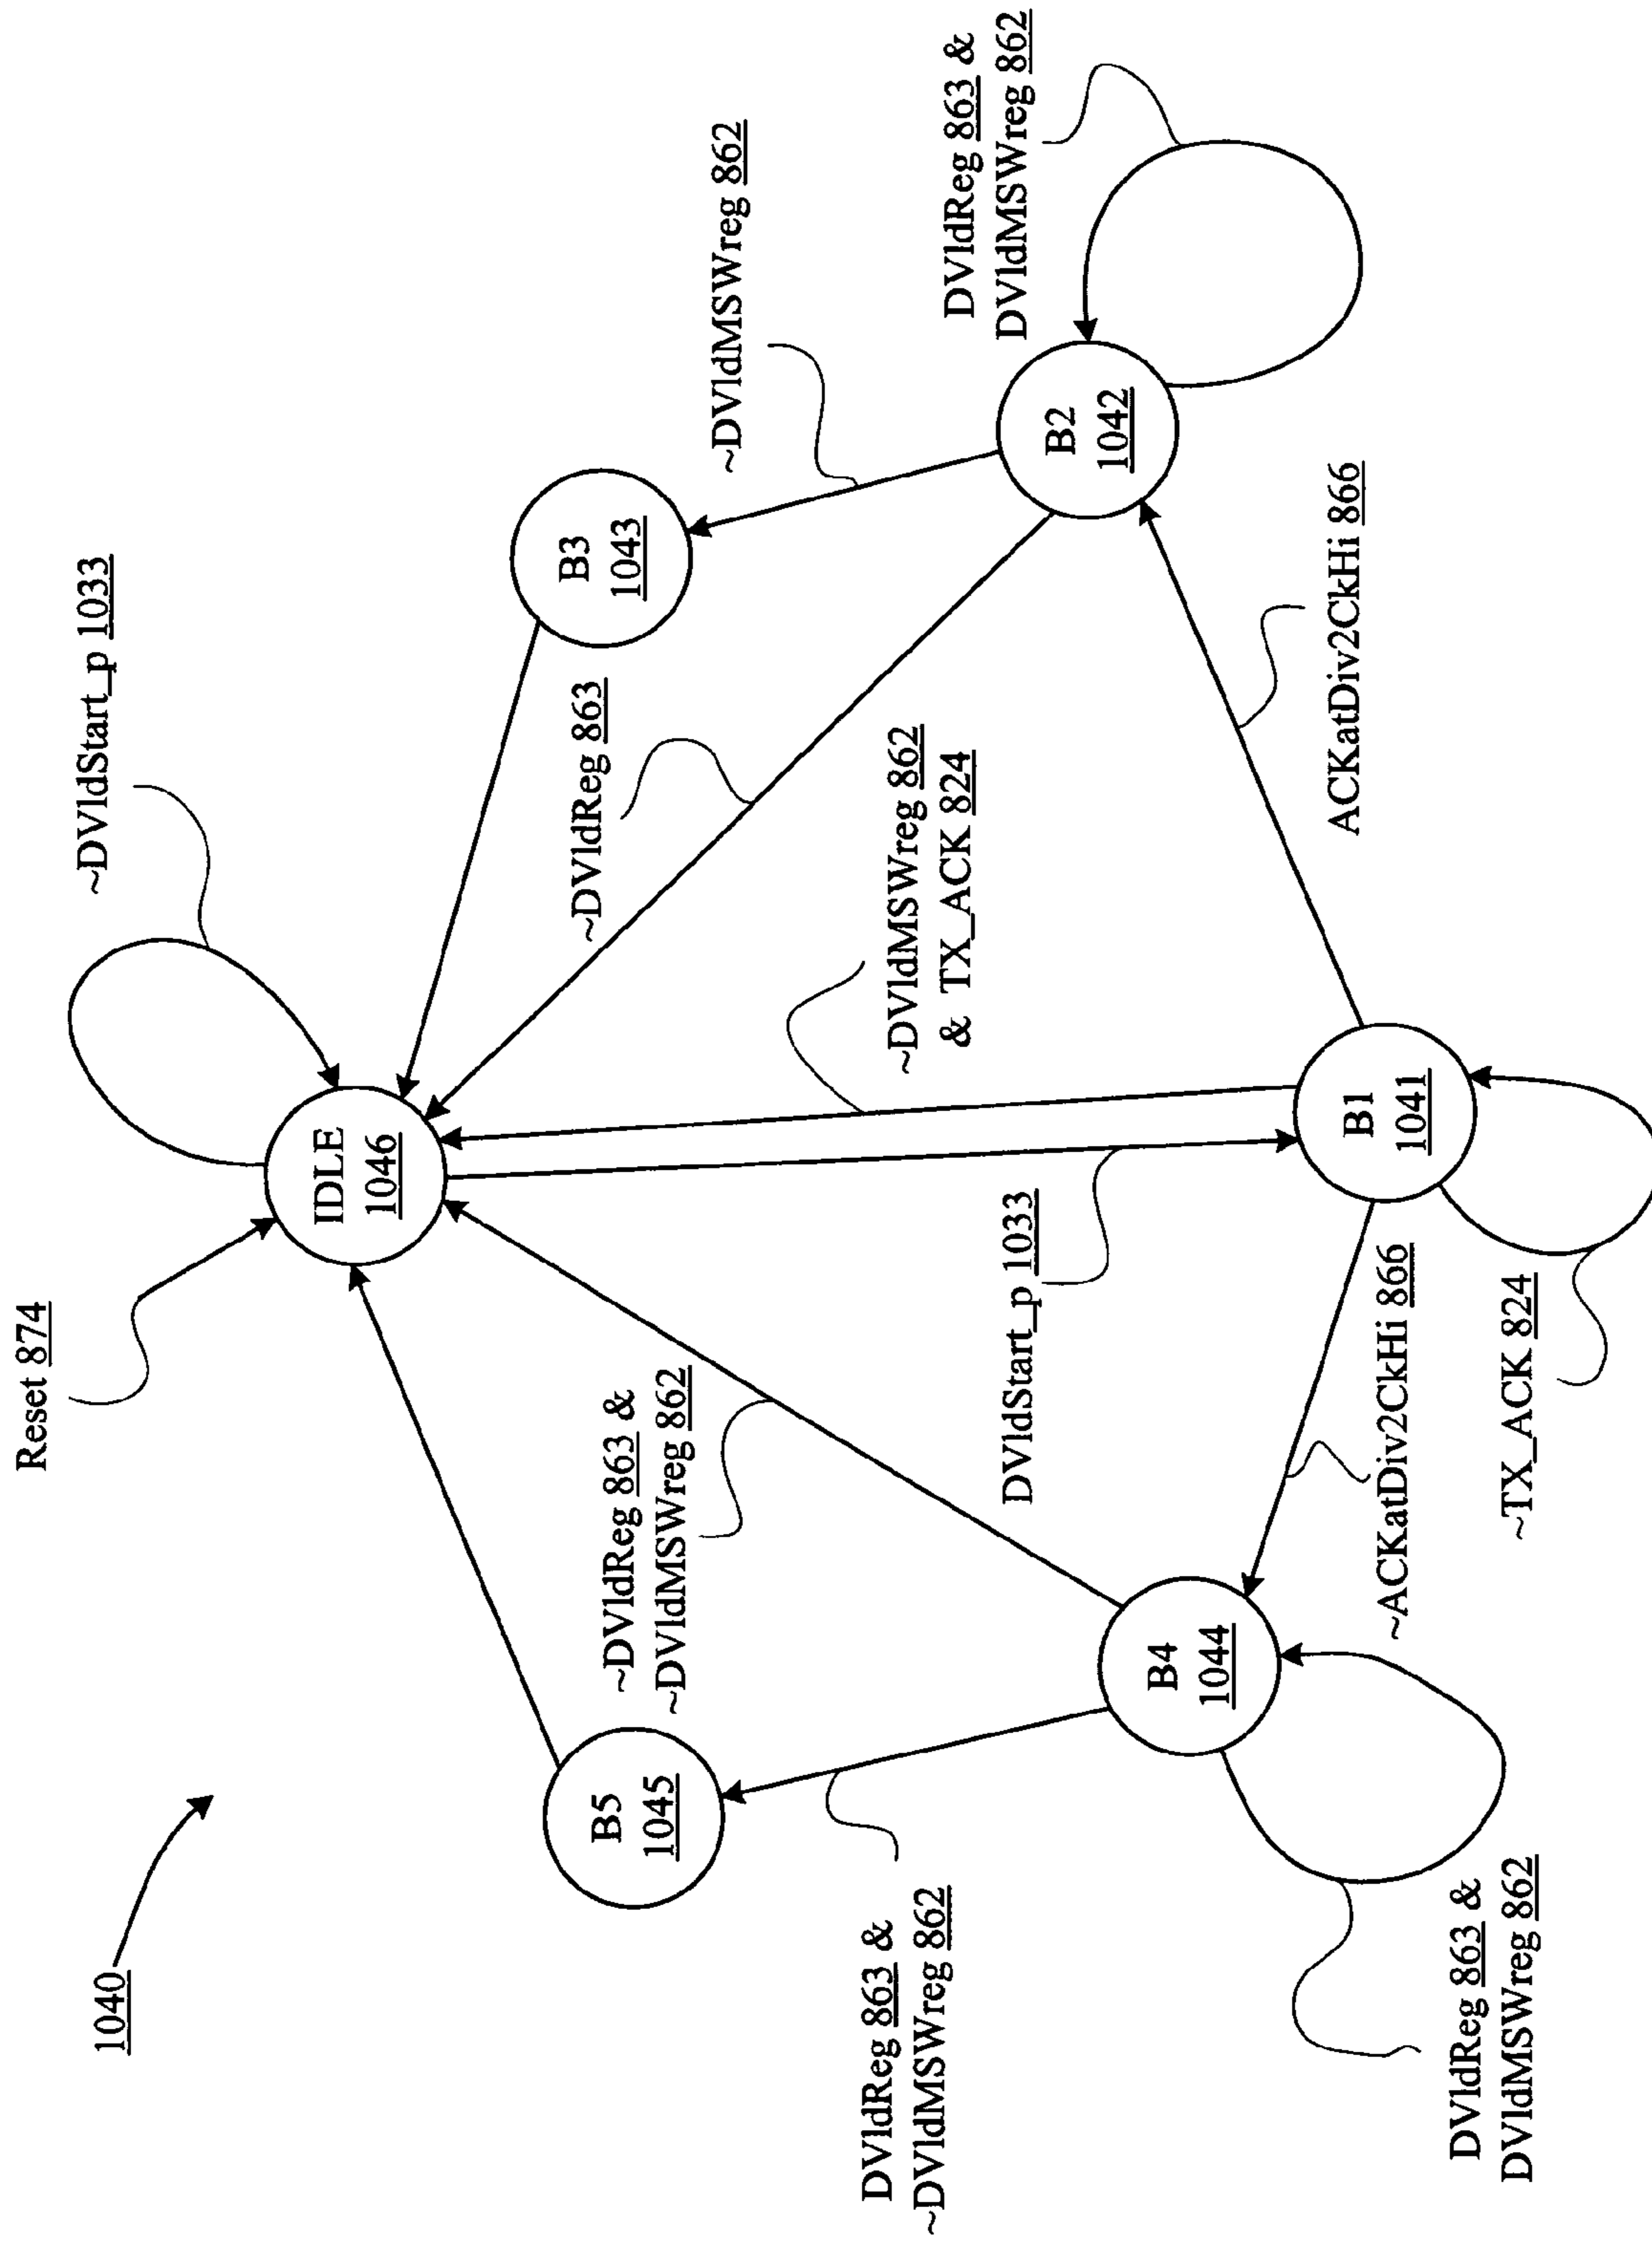 1040
Reset 874
~DVldStart_p 1033
IDLE
1046
B5
1045
B3
1043
~DVldMSWreg 862
~DVldReg 863
~DVldReg 863 &
~DVldMSWreg 862
~DVldMSWreg 862
& TX_ACK 824
DVldReg 863 &
DVldMSWreg 862
DVldReg 863 &
~DVldMSWreg 862
DVldStart_p 1033
B4
1044
B2
1042
B1
1041
~ACKatDiv2CkHi 866
ACKatDiv2CkHi 866
DVldReg 863 &
DVldMSWreg 862
~TX_ACK 824